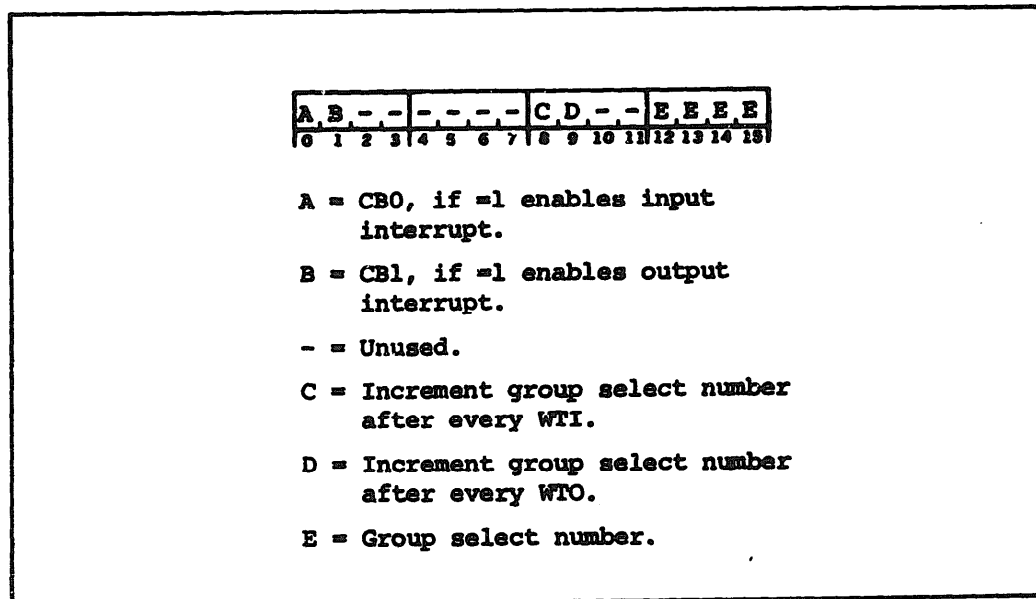 A B - - - - - - C D - - E E E E
0 1 2 3 4 5 6 7 8 9 10 11 12 13 14 15
A = CB0, if =1 enables input
interrupt.
B = CB1, if =1 enables output
interrupt.
- = Unused.
C = Increment group select number
after every WTI.
D = Increment group select number
after every WTO.
E = Group select number.